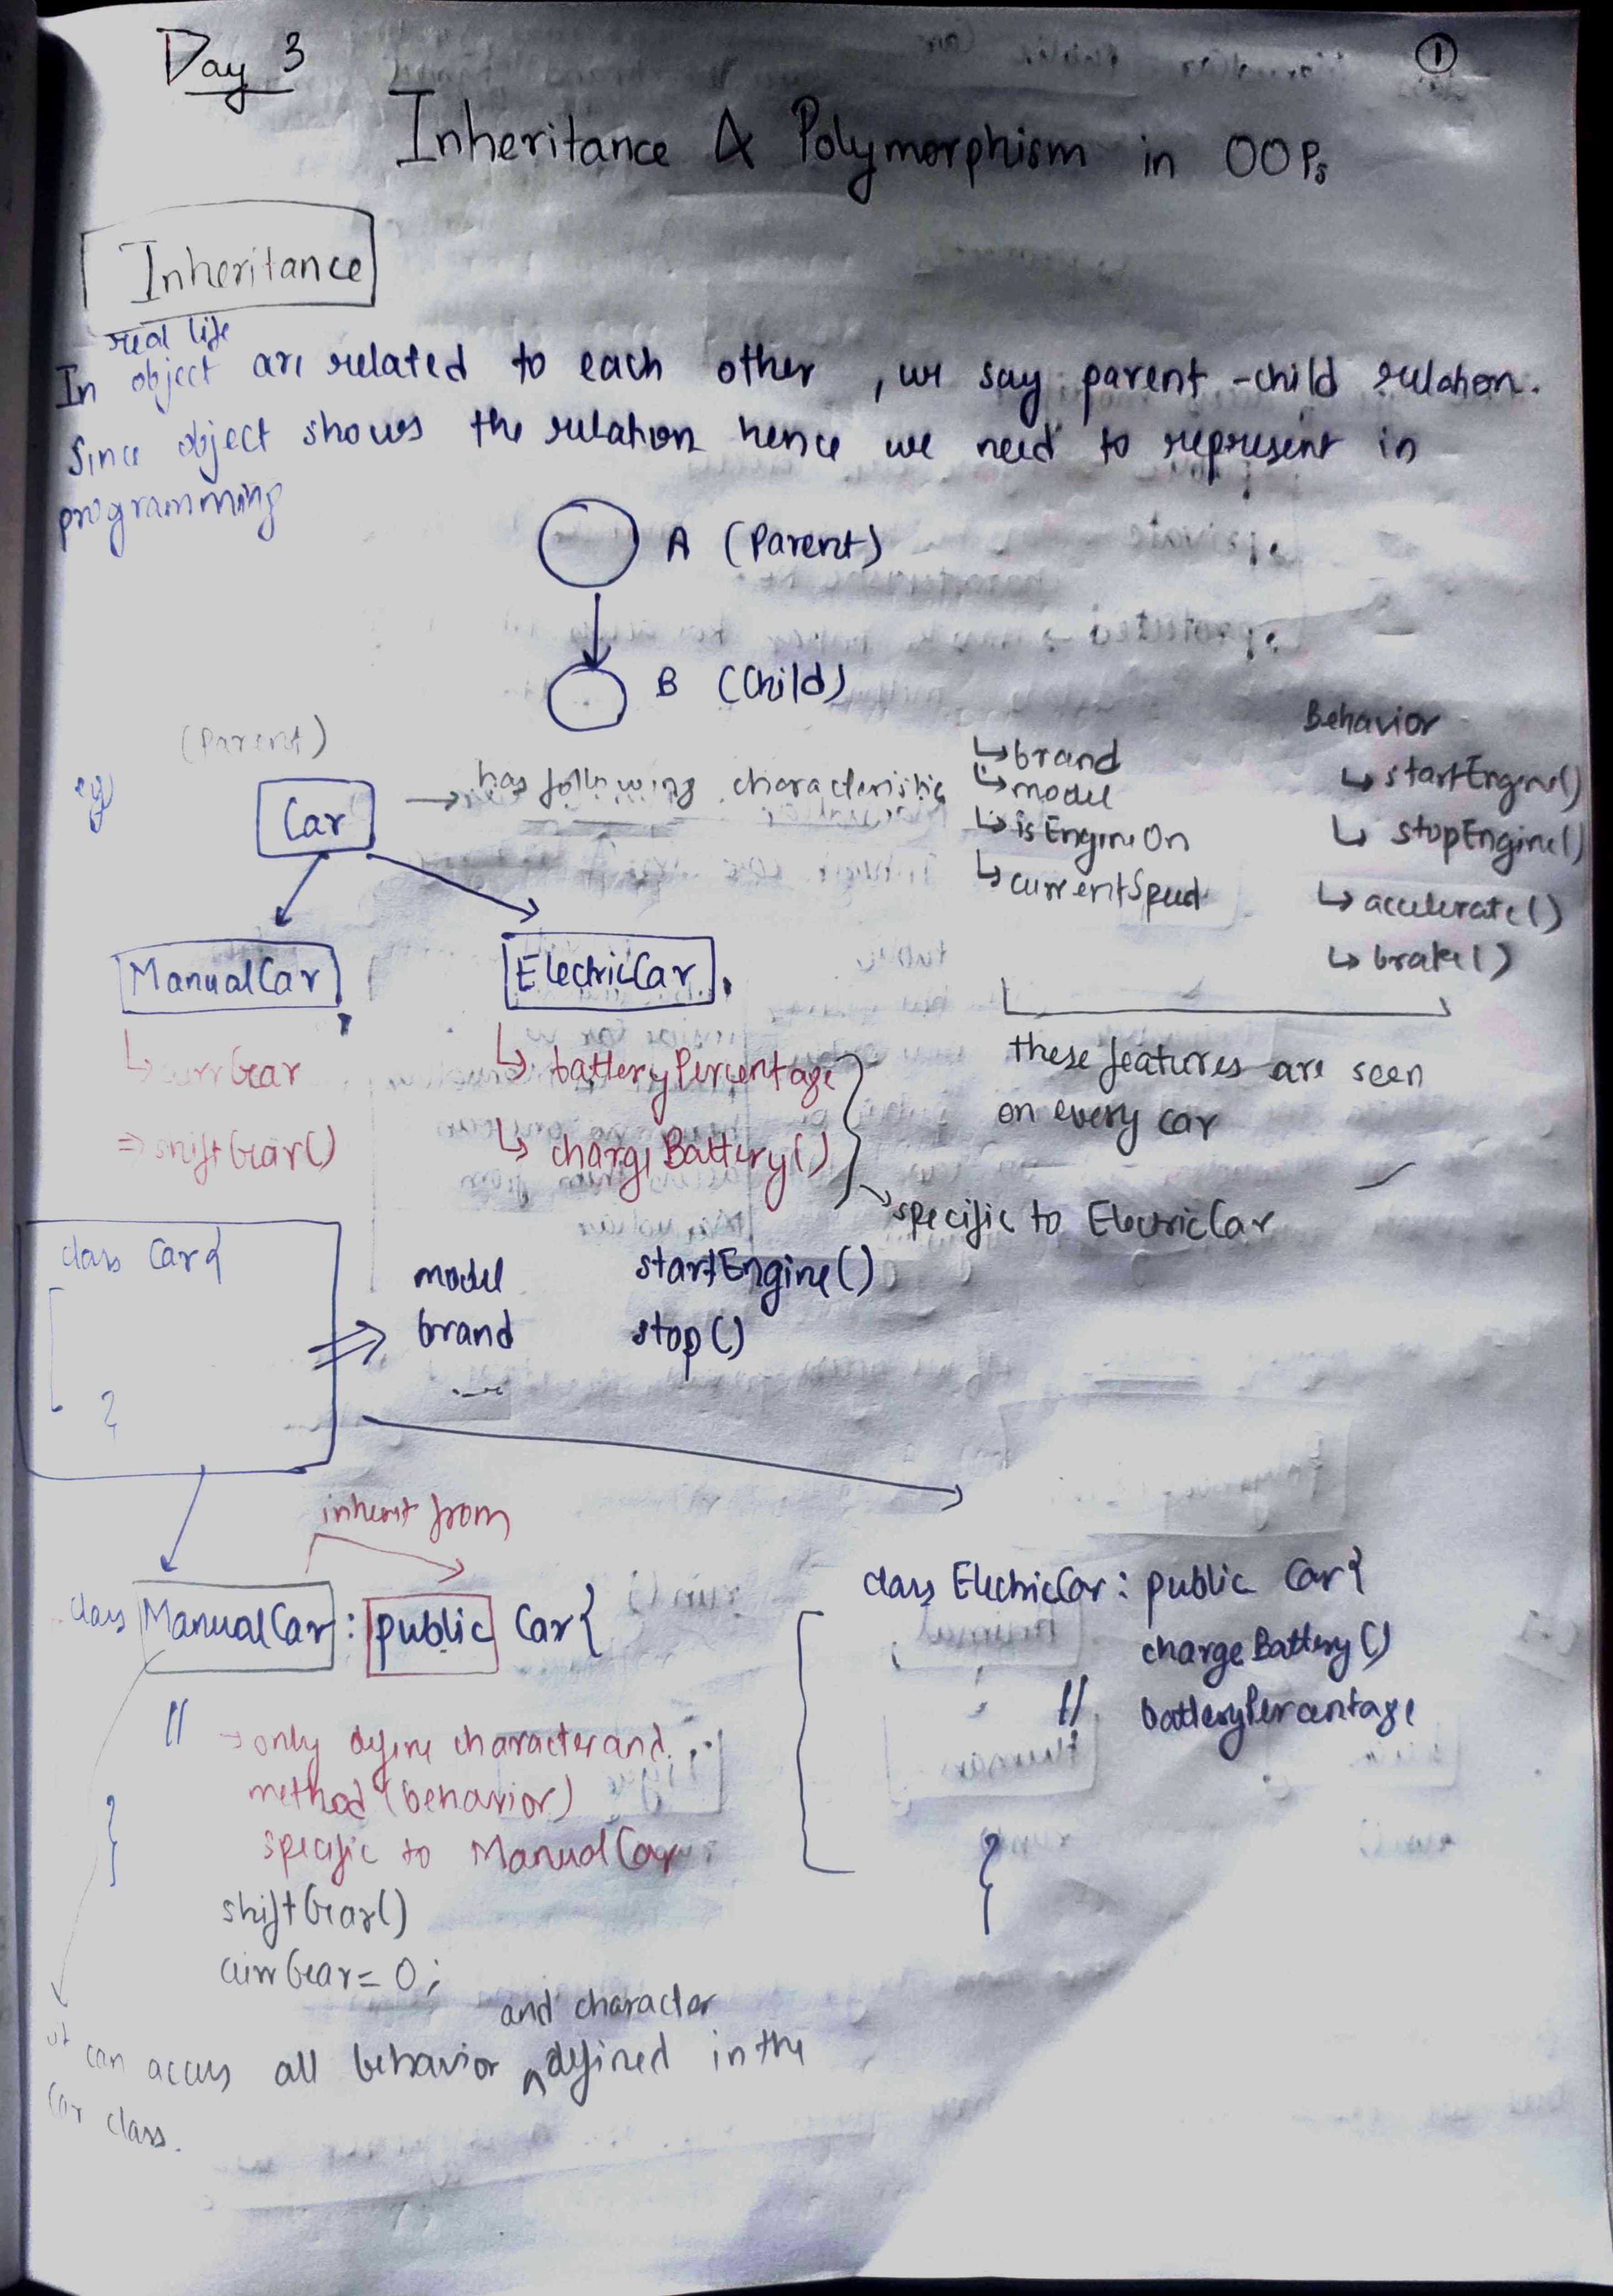 Day 3
1
Inheritance & Polymorphism in OOPs
Inheritance
real life
In object are related to each other, we say parent-child relation.
Since object shows the relation hence we need to represent in
programming
A (Parent)
B (Child)
(Parent)
eg
Car
→ has following characteristic
↳ brand
↳ model
↳ isEngineOn
↳ currentSpeed
Behavior
↳ startEngine()
↳ stopEngine()
↳ accelerate()
↳ brake()
these features are seen
on every car
ManualCar
↳ currGear
⇒ shiftGear()
ElectricCar
↳ batteryPercentage
↳ chargeBattery()
specific to ElectricCar
class Car{
}
model startEngine()
brand stop()
...
inherit from
class ManualCar : public Car{
// → only define character and
method (behavior)
specific to ManualCar
}
shiftGear()
currGear = 0;
and character
it can access all behavior ^ defined in the
Car class.
class ElectricCar : public Car{
chargeBattery()
// batteryPercentage
}